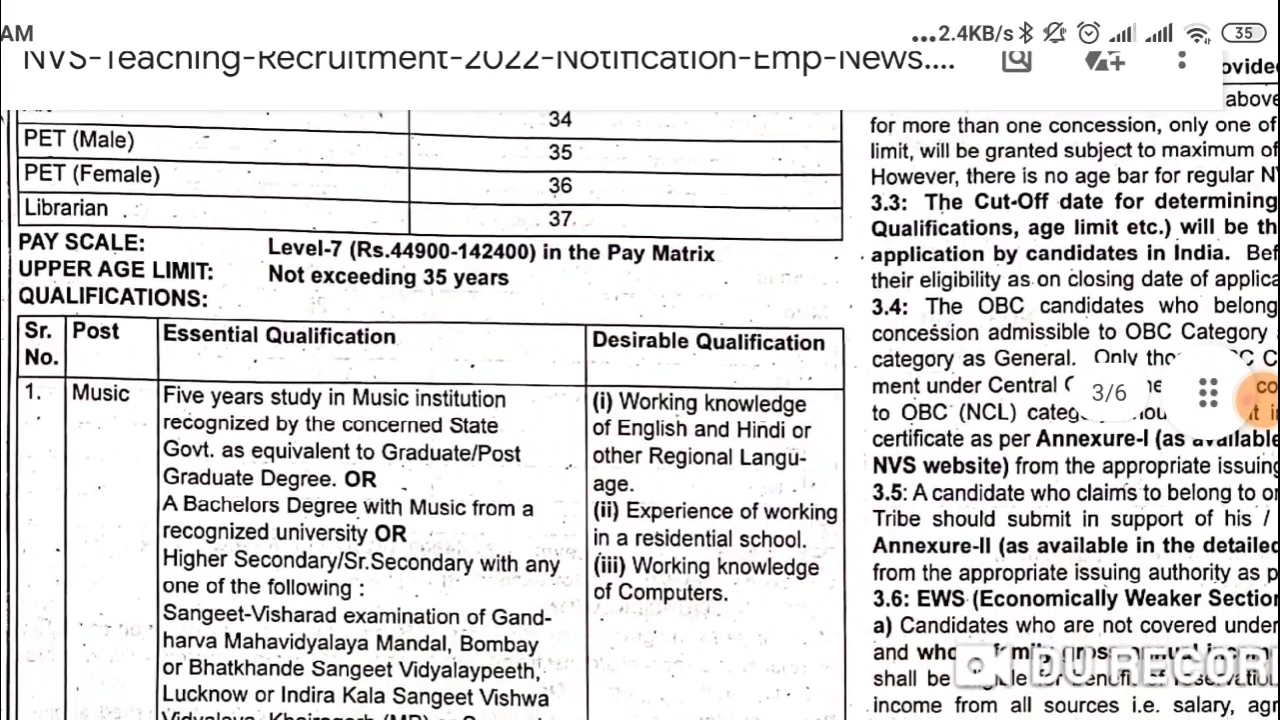 AM
...2.4KB/s
35
NVS-Teaching-Recruitment-2022-Notification-Emp-News....
34
PET (Male)
35
PET (Female)
36
Librarian
37
PAY SCALE: Level-7 (Rs.44900-142400) in the Pay Matrix
UPPER AGE LIMIT: Not exceeding 35 years
QUALIFICATIONS:
Sr. No.
Post
Essential Qualification
Desirable Qualification
1.
Music
Five years study in Music institution
recognized by the concerned State
Govt. as equivalent to Graduate/Post
Graduate Degree. OR
A Bachelors Degree with Music from a
recognized university OR
Higher Secondary/Sr.Secondary with any
one of the following :
Sangeet-Visharad examination of Gand-
harva Mahavidyalaya Mandal, Bombay
or Bhatkhande Sangeet Vidyalaypeeth,
Lucknow or Indira Kala Sangeet Vishwa
(i) Working knowledge
of English and Hindi or
other Regional Langu-
age.
(ii) Experience of working
in a residential school.
(iii) Working knowledge
of Computers.
above
for more than one concession, only one of
limit, will be granted subject to maximum of
However, there is no age bar for regular
3.3: The Cut-Off date for determining
Qualifications, age limit etc.) will be
application by candidates in India.
their eligibility as on closing date of
3.4: The OBC candidates who belong
concession admissible to OBC Category
category as General. Only
ment under Central
to OBC (NCL)
certificate as per Annexure-I (as available
NVS website) from the appropriate issuing
3.5: A candidate who claims to belong to
Tribe should submit in support of his /
Annexure-II (as available in the detailed
from the appropriate issuing authority as
3.6: EWS (Economically Weaker
a) Candidates who are not covered under
and
shall be
income from all sources i.e. salary,
3/6
DU RECOR